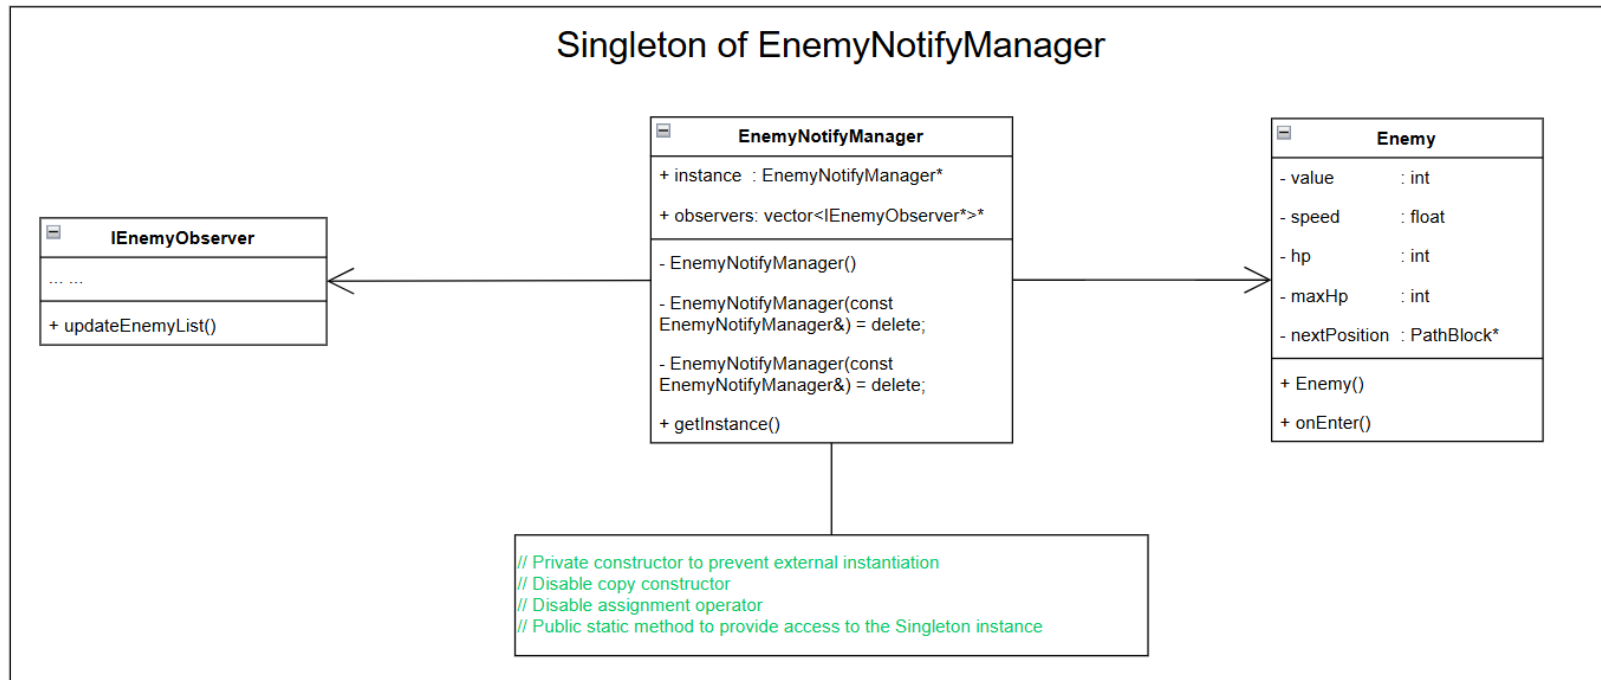 Singleton of EnemyNotifyManager
IEnemyObserver
... ...
+ updateEnemyList()
EnemyNotifyManager
+ instance : EnemyNotifyManager*
+ observers: vector<IEnemyObserver*>*
- EnemyNotifyManager()
- EnemyNotifyManager(const
EnemyNotifyManager&) = delete;
- EnemyNotifyManager(const
EnemyNotifyManager&) = delete;
+ getInstance()
Enemy
- value : int
- speed : float
- hp : int
- maxHp : int
- nextPosition : PathBlock*
+ Enemy()
+ onEnter()
// Private constructor to prevent external instantiation
// Disable copy constructor
// Disable assignment operator
// Public static method to provide access to the Singleton instance